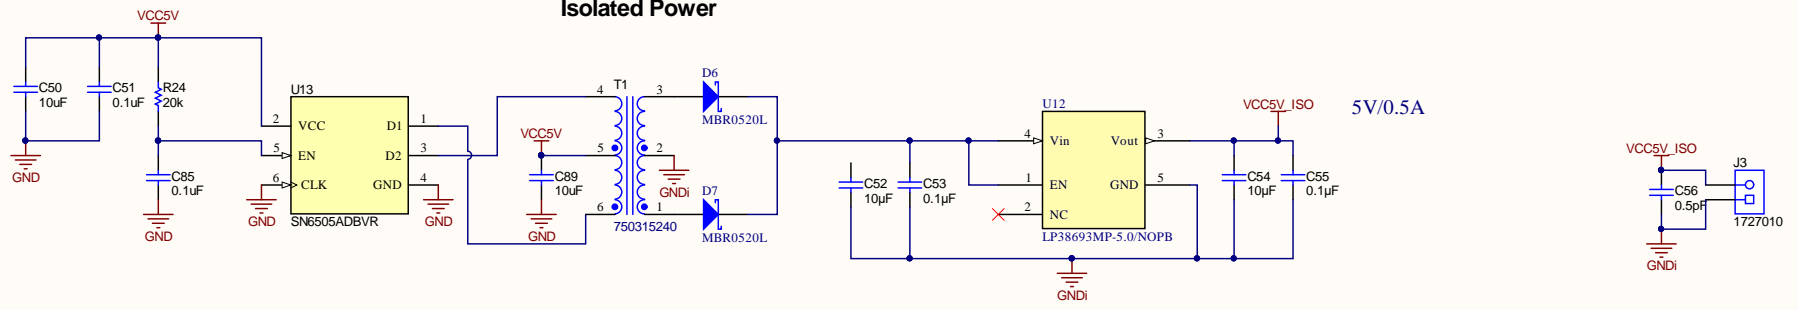 Isolated Power
VCC5V
C50
10uF
C51
0.1uF
R24
20k
GND
C85
0.1uF
GND
U13
2 VCC
5 EN
6 CLK
D1 1
D2 3
GND 4
SN6505ADBVR
GND
GND
VCC5V
C89
10uF
GND
T1
4
5
6
3
2
1
750315240
GNDi
D6
MBR0520L
D7
MBR0520L
C52
10µF
C53
0.1µF
U12
4 Vin
1 EN
2 NC
Vout 3
GND 5
LP38693MP-5.0/NOPB
GNDi
VCC5V_ISO
5V/0.5A
C54
10µF
C55
0.1µF
VCC5V_ISO
C56
0.5pF
J3
1727010
GNDi